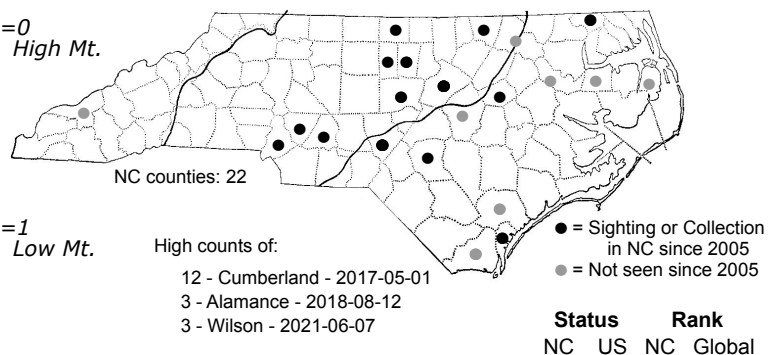 =0
High Mt.
NC counties: 22
=1
Low Mt.
High counts of:
12 - Cumberland - 2017-05-01
3 - Alamance - 2018-08-12
3 - Wilson - 2021-06-07
= Sighting or Collection
in NC since 2005
= Not seen since 2005
Status Rank
NC US NC Global